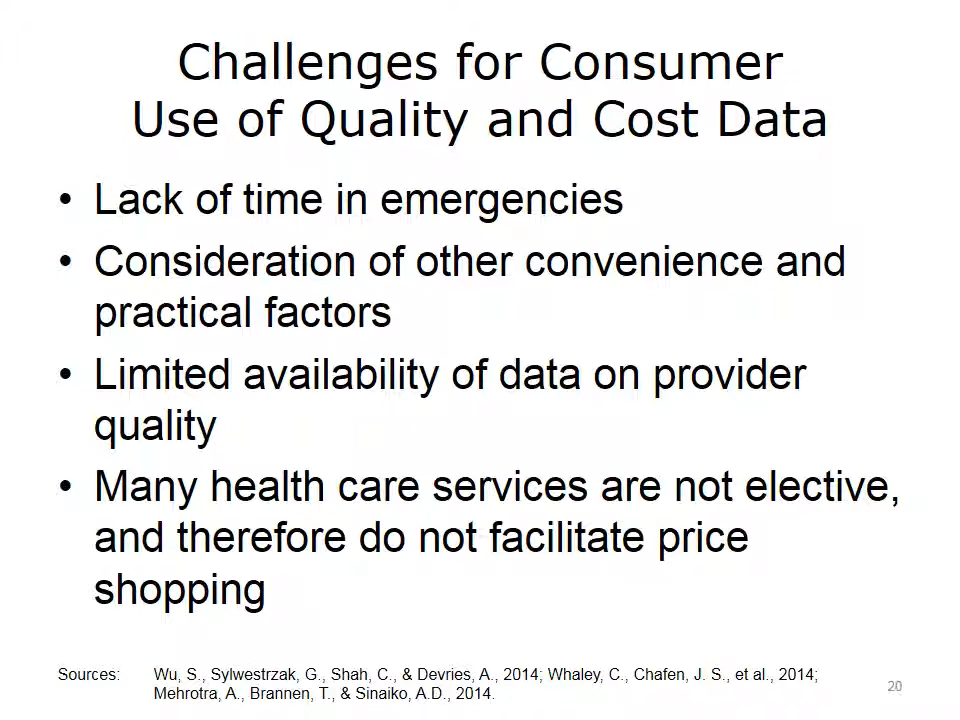 Challenges for Consumer
Use of Quality and Cost Data
• Lack of time in emergencies
• Consideration of other convenience and
practical factors
• Limited availability of data on provider
quality
• Many health care services are not elective,
and therefore do not facilitate price
shopping
Sources: Wu, S., Sylwestrzak, G., Shah, C., & Devries, A., 2014; Whaley, C., Chafen, J. S., et al., 2014;
Mehrotra, A., Brannen, T., & Sinaiko, A.D., 2014.
20